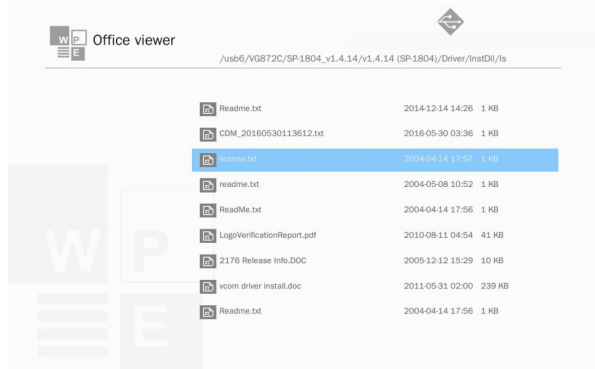 W P E Office viewer
/usb6/VG872C/SP-1804_v1.4.14/v1.4.14 (SP-1804)/Driver/InstDll/Is
Readme.txt 2014-12-14 14:26 1 KB
CDM_20160530113612.txt 2016-05-30 03:36 1 KB
license.txt 2004-04-14 17:57 1 KB
readme.txt 2004-05-08 10:52 1 KB
ReadMe.txt 2004-04-14 17:56 1 KB
LogoVerificationReport.pdf 2010-08-11 04:54 41 KB
2176 Release Info.DOC 2005-12-12 15:29 10 KB
vcom driver install.doc 2011-05-31 02:00 239 KB
Readme.txt 2004-04-14 17:56 1 KB
W P
E